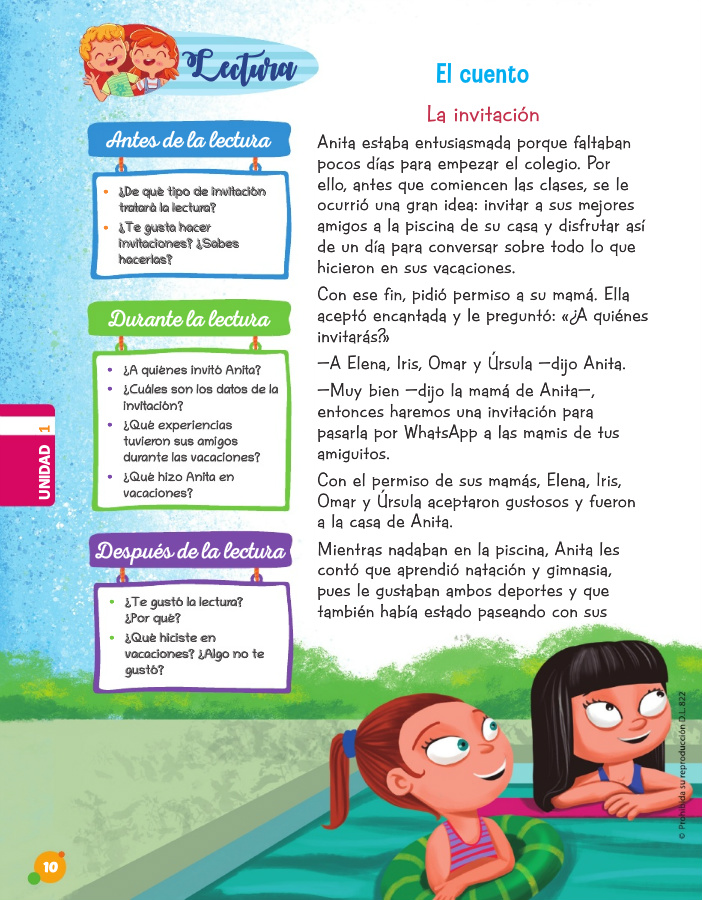 Lectura
El cuento
La invitación
Antes de la lectura
• ¿De qué tipo de invitación
tratará la lectura?
• ¿Te gusta hacer
invitaciones? ¿Sabes
hacerlas?
Durante la lectura
• ¿A quiénes invitó Anita?
• ¿Cuáles son los datos de la
invitación?
• ¿Qué experiencias
tuvieron sus amigos
durante las vacaciones?
• ¿Qué hizo Anita en
vacaciones?
Después de la lectura
• ¿Te gustó la lectura?
¿Por qué?
• ¿Qué hiciste en
vacaciones? ¿Algo no te
gustó?
Anita estaba entusiasmada porque faltaban
pocos días para empezar el colegio. Por
ello, antes que comiencen las clases, se le
ocurrió una gran idea: invitar a sus mejores
amigos a la piscina de su casa y disfrutar así
de un día para conversar sobre todo lo que
hicieron en sus vacaciones.
Con ese fin, pidió permiso a su mamá. Ella
aceptó encantada y le preguntó: «¿A quiénes
invitarás?»
—A Elena, Iris, Omar y Úrsula —dijo Anita.
—Muy bien —dijo la mamá de Anita—,
entonces haremos una invitación para
pasarla por WhatsApp a las mamis de tus
amiguitos.
Con el permiso de sus mamás, Elena, Iris,
Omar y Úrsula aceptaron gustosos y fueron
a la casa de Anita.
Mientras nadaban en la piscina, Anita les
contó que aprendió natación y gimnasia,
pues le gustaban ambos deportes y que
también había estado paseando con sus
UNIDAD 1
© Prohibida su reproducción D.L. 822
10